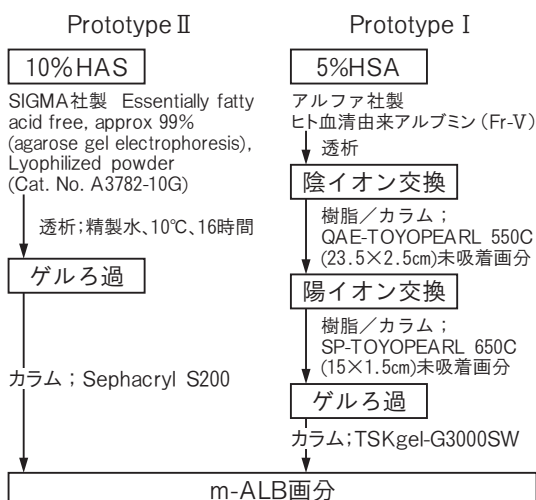 Prototype Ⅱ
10%HAS
SIGMA社製 Essentially fatty
acid free, approx 99%
(agarose gel electrophoresis),
Lyophilized powder
(Cat. No. A3782-10G)
透析;精製水、10℃、16時間
ゲルろ過
カラム;Sephacryl S200
Prototype Ⅰ
5%HSA
アルファ社製
ヒト血清由来アルブミン(Fr-Ⅴ)
透析
陰イオン交換
樹脂/カラム;
QAE-TOYOPEARL 550C
(23.5×2.5㎝)未吸着画分
陽イオン交換
樹脂/カラム;
SP-TOYOPEARL 650C
(15×1.5㎝)未吸着画分
ゲルろ過
カラム;TSKgel-G3000SW
m-ALB画分